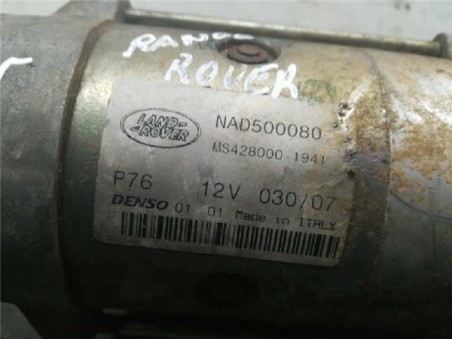 RANGE
ROVER
LAND-
ROVER
NAD500080
MS428000-1941
P76 12V 030/07
DENSO 01 01 Made in ITALY